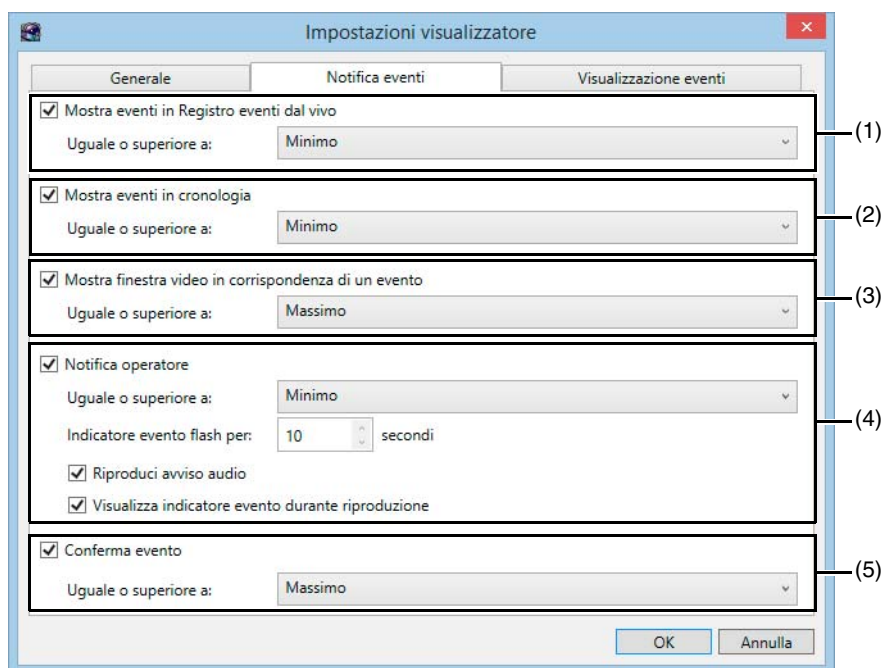 Impostazioni visualizzatore
Generale
Notifica eventi
Visualizzazione eventi
Mostra eventi in Registro eventi dal vivo
(1)
Uguale o superiore a: Minimo
Mostra eventi in cronologia
(2)
Uguale o superiore a: Minimo
Mostra finestra video in corrispondenza di un evento
(3)
Uguale o superiore a: Massimo
Notifica operatore
Uguale o superiore a: Minimo
(4)
Indicatore evento flash per: 10 secondi
Riproduci avviso audio
Visualizza indicatore evento durante riproduzione
Conferma evento
(5)
Uguale o superiore a: Massimo
OK
Annulla